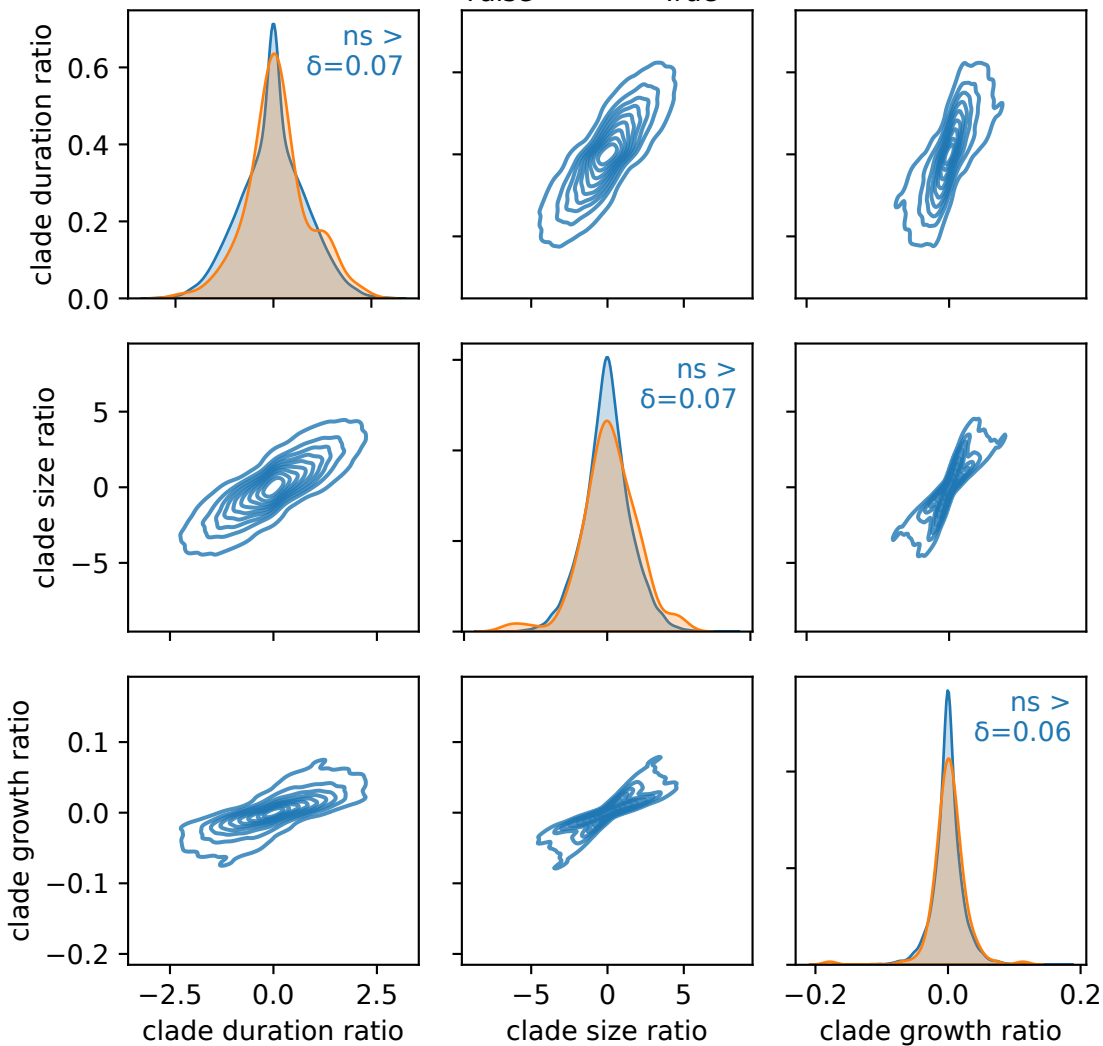 clade duration ratio
0.6
0.4
0.2
0.0
ns >
δ=0.07
clade size ratio
5
0
−5
ns >
δ=0.07
clade growth ratio
0.1
0.0
−0.1
−0.2
ns >
δ=0.06
−2.5
0.0
2.5
−5
0
5
−0.2
0.0
0.2
clade duration ratio
clade size ratio
clade growth ratio